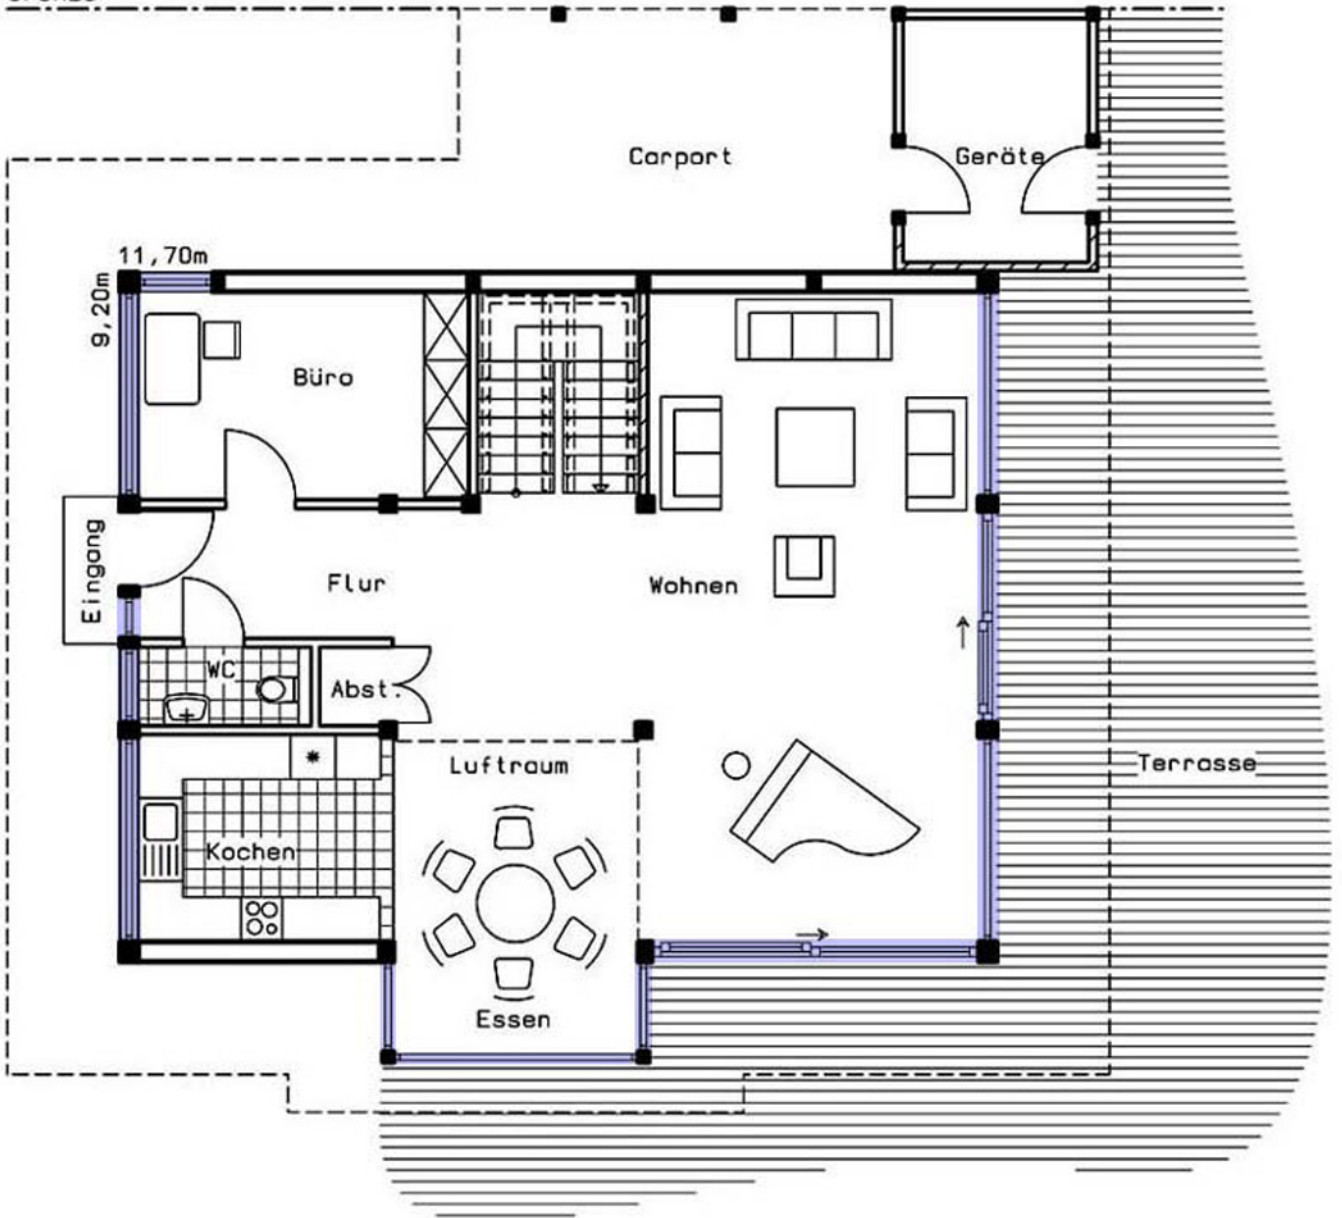 Carport
Geräte
11,70m
9,20m
Büro
Eingang
Flur
Wohnen
WC
Abst.
Luftraum
Terrasse
Kochen
Essen